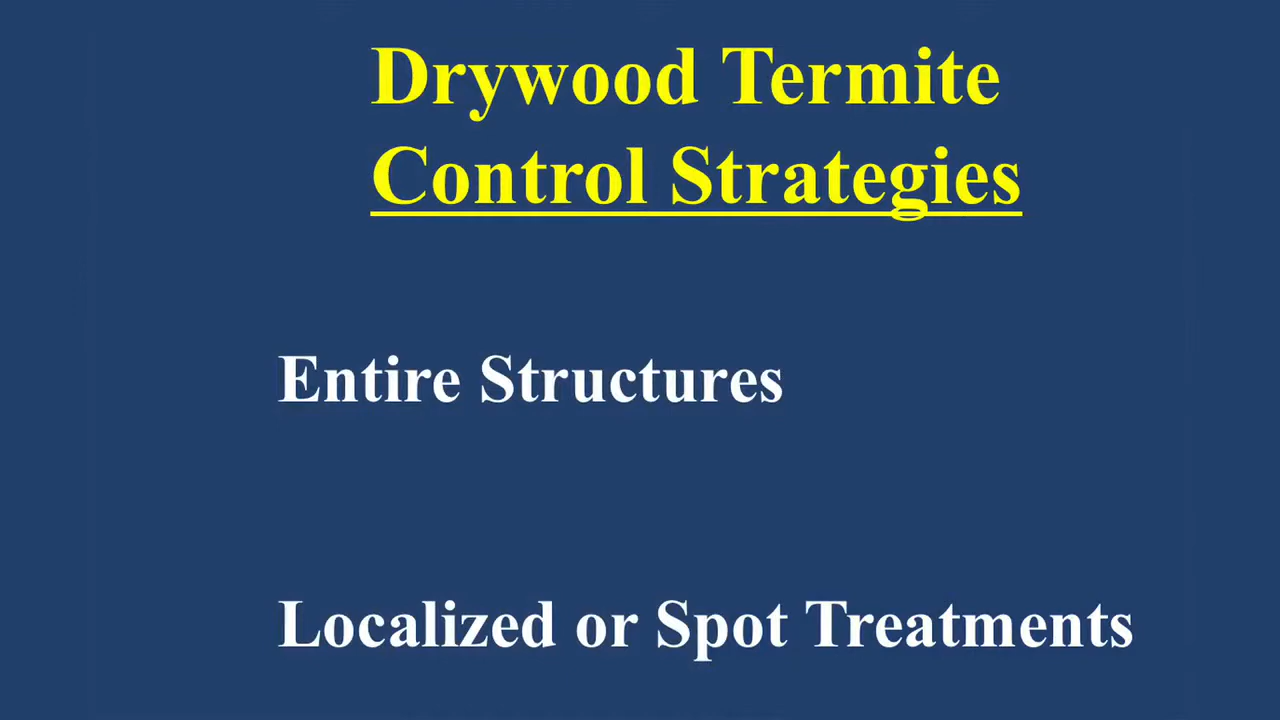 Drywood Termite
Control Strategies
Entire Structures
Localized or Spot Treatments